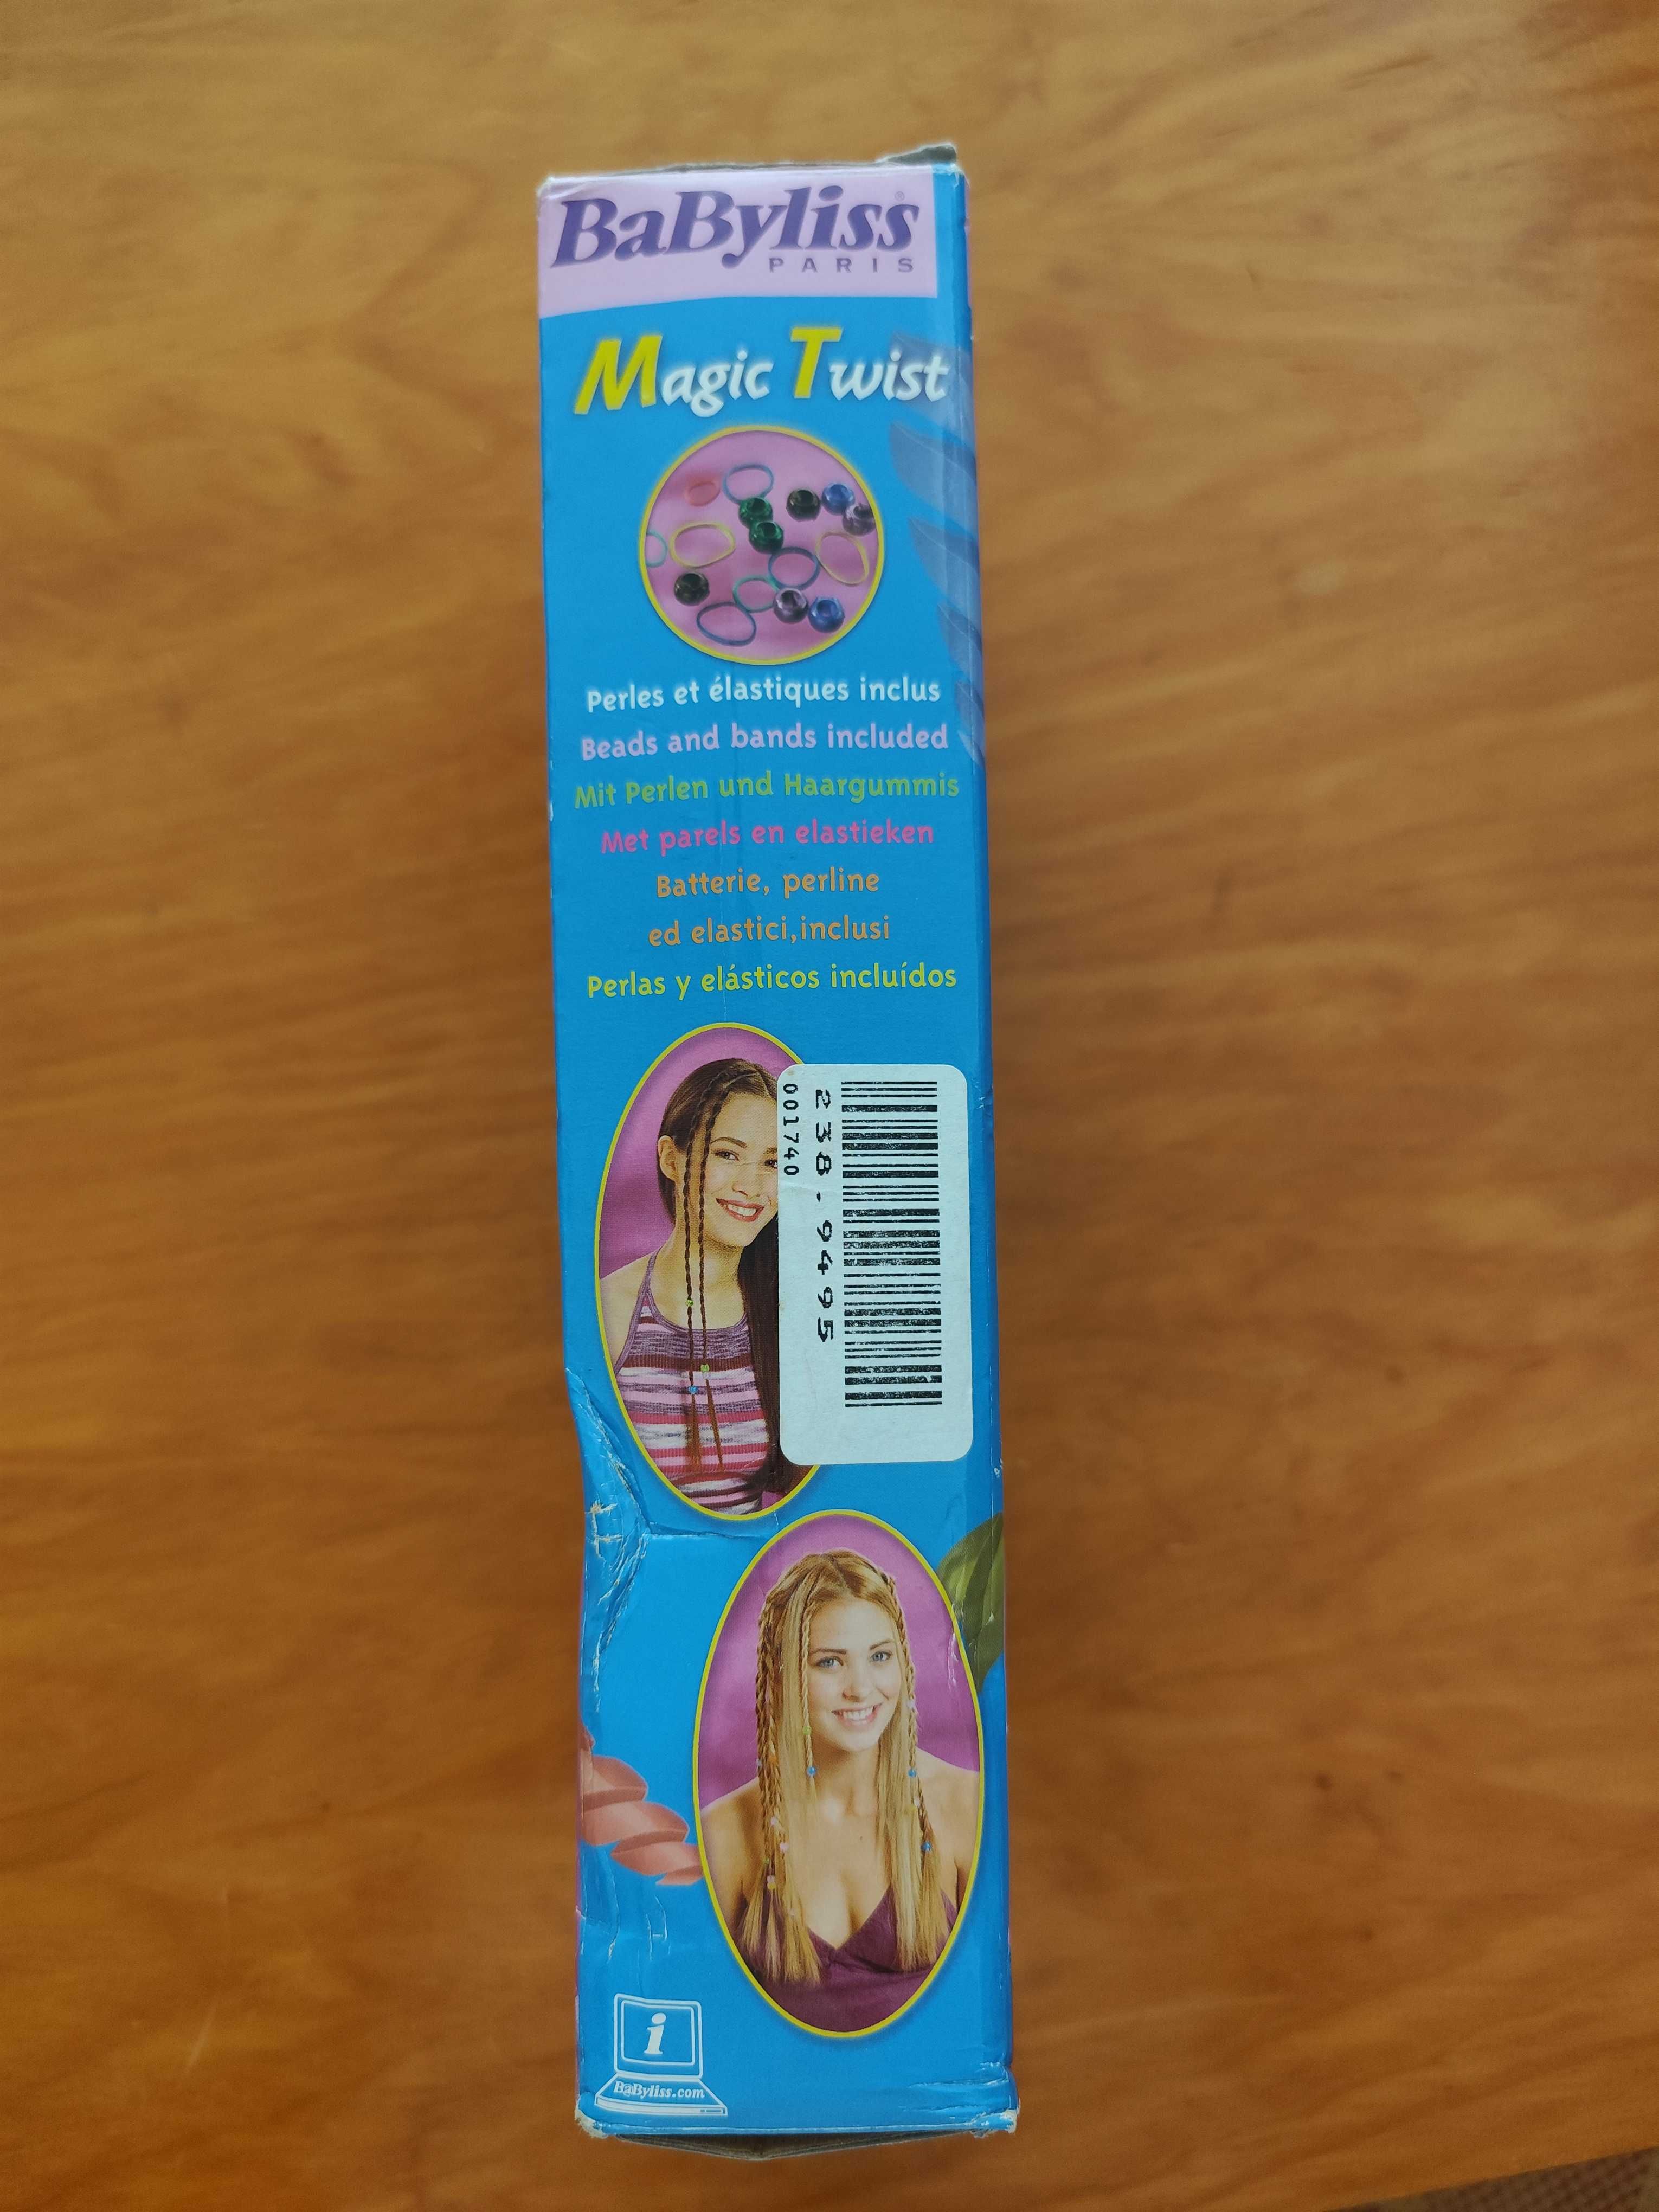 BaByliss®
PARIS
Magic Twist
Perles et élastiques inclus
Beads and bands included
Mit Perlen und Haargummis
Met parels en elastieken
Batterie, perline
ed elastici,inclusi
Perlas y elásticos incluídos
238.9495
001740
i
BaByliss.com